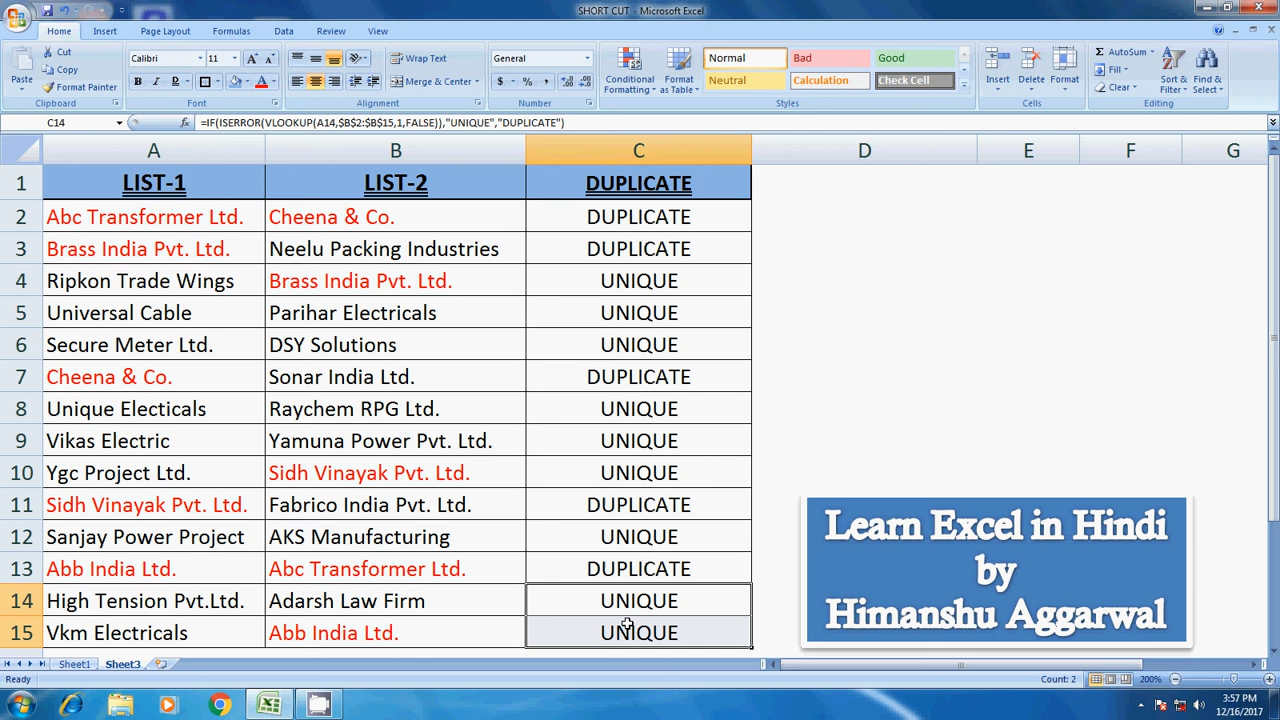 SHORT CUT - Microsoft Excel
Home Insert Page Layout Formulas Data Review View
Paste
Cut
Copy
Format Painter
Clipboard
Calibri 11 A A
B I U A
Font
Wrap Text
Merge & Center
Alignment
General
$ % ,
Number
Conditional Formatting
Format as Table
Normal Bad Good
Neutral Calculation Check Cell
Styles
Insert Delete Format
Cells
Σ AutoSum
Fill
Clear
Sort & Filter
Find & Select
Editing
C14 fx =IF(ISERROR(VLOOKUP(A14,$B$2:$B$15,1,FALSE)),"UNIQUE","DUPLICATE")
A B C D E F G
1 LIST-1 LIST-2 DUPLICATE
2 Abc Transformer Ltd. Cheena & Co. DUPLICATE
3 Brass India Pvt. Ltd. Neelu Packing Industries DUPLICATE
4 Ripkon Trade Wings Brass India Pvt. Ltd. UNIQUE
5 Universal Cable Parihar Electricals UNIQUE
6 Secure Meter Ltd. DSY Solutions UNIQUE
7 Cheena & Co. Sonar India Ltd. DUPLICATE
8 Unique Electicals Raychem RPG Ltd. UNIQUE
9 Vikas Electric Yamuna Power Pvt. Ltd. UNIQUE
10 Ygc Project Ltd. Sidh Vinayak Pvt. Ltd. UNIQUE
11 Sidh Vinayak Pvt. Ltd. Fabrico India Pvt. Ltd. DUPLICATE
12 Sanjay Power Project AKS Manufacturing UNIQUE
13 Abb India Ltd. Abc Transformer Ltd. DUPLICATE
14 High Tension Pvt.Ltd. Adarsh Law Firm UNIQUE
15 Vkm Electricals Abb India Ltd. UNIQUE
Learn Excel in Hindi
by
Himanshu Aggarwal
Sheet1 Sheet3
Ready Count: 2 200%
3:57 PM
12/16/2017